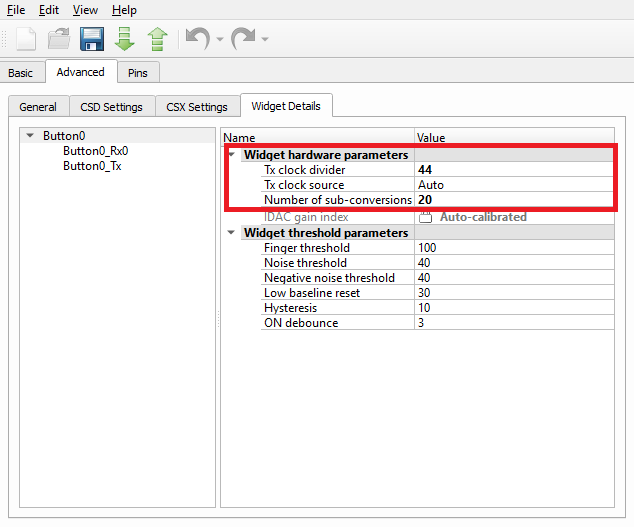 File Edit View Help
Basic Advanced Pins
General CSD Settings CSX Settings Widget Details
Button0
Button0_Rx0
Button0_Tx
Name Value
Widget hardware parameters
Tx clock divider 44
Tx clock source Auto
Number of sub-conversions 20
IDAC gain index Auto-calibrated
Widget threshold parameters
Finger threshold 100
Noise threshold 40
Negative noise threshold 40
Low baseline reset 30
Hysteresis 10
ON debounce 3